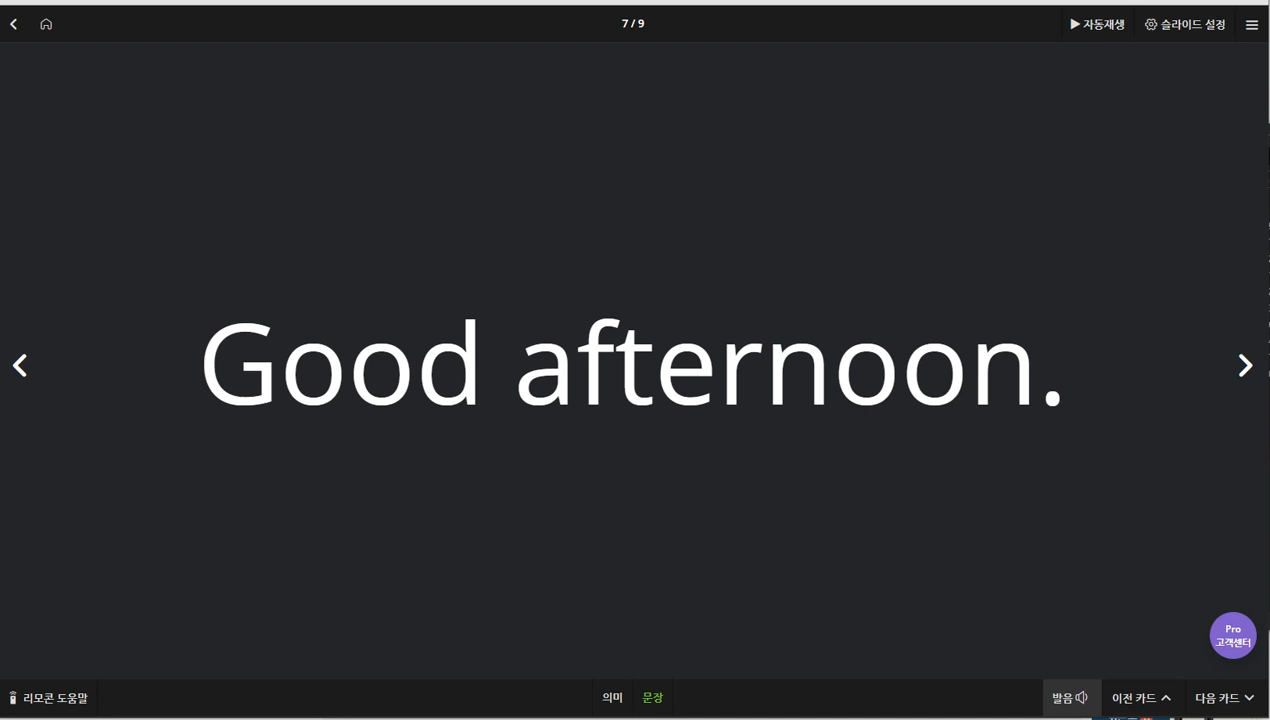 7 / 9
자동재생
슬라이드 설정
Good afternoon.
Pro
고객센터
리모콘 도움말
의미
문장
발음
이전 카드
다음 카드